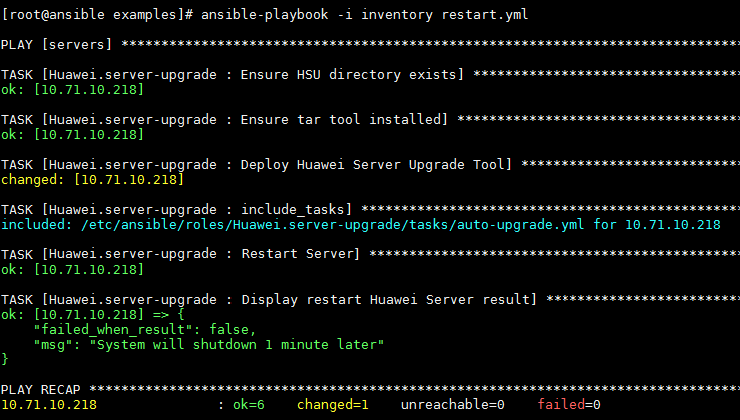 [root@ansible examples]# ansible-playbook -i inventory restart.yml
PLAY [servers] ******************************************************************************
TASK [Huawei.server-upgrade : Ensure HSU directory exists] **********************************
ok: [10.71.10.218]
TASK [Huawei.server-upgrade : Ensure tar tool installed] ************************************
ok: [10.71.10.218]
TASK [Huawei.server-upgrade : Deploy Huawei Server Upgrade Tool] ****************************
changed: [10.71.10.218]
TASK [Huawei.server-upgrade : include_tasks] ************************************************
included: /etc/ansible/roles/Huawei.server-upgrade/tasks/auto-upgrade.yml for 10.71.10.218
TASK [Huawei.server-upgrade : Restart Server] ***********************************************
ok: [10.71.10.218]
TASK [Huawei.server-upgrade : Display restart Huawei Server result] *************************
ok: [10.71.10.218] => {
    "failed_when_result": false,
    "msg": "System will shutdown 1 minute later"
}
PLAY RECAP **********************************************************************************
10.71.10.218               : ok=6    changed=1    unreachable=0    failed=0